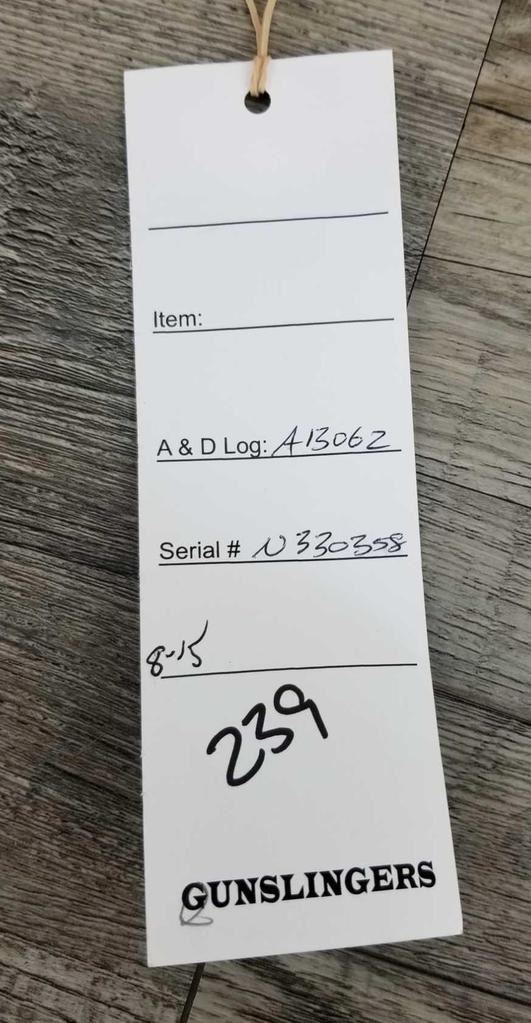 Item:
A & D Log: A13062
Serial # N330358
8-15
239
GUNSLINGERS